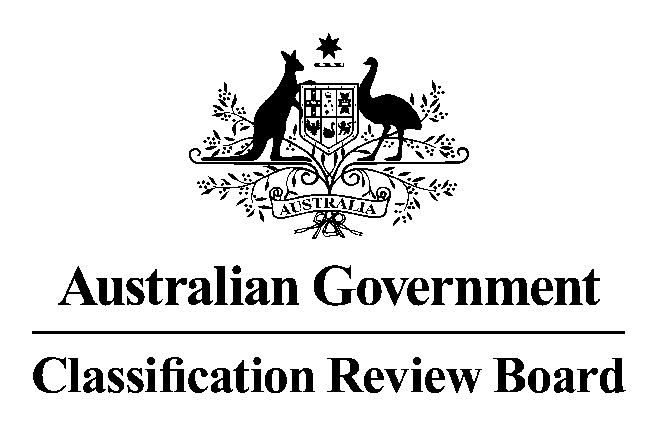 AUSTRALIA
Australian Government
Classification Review Board